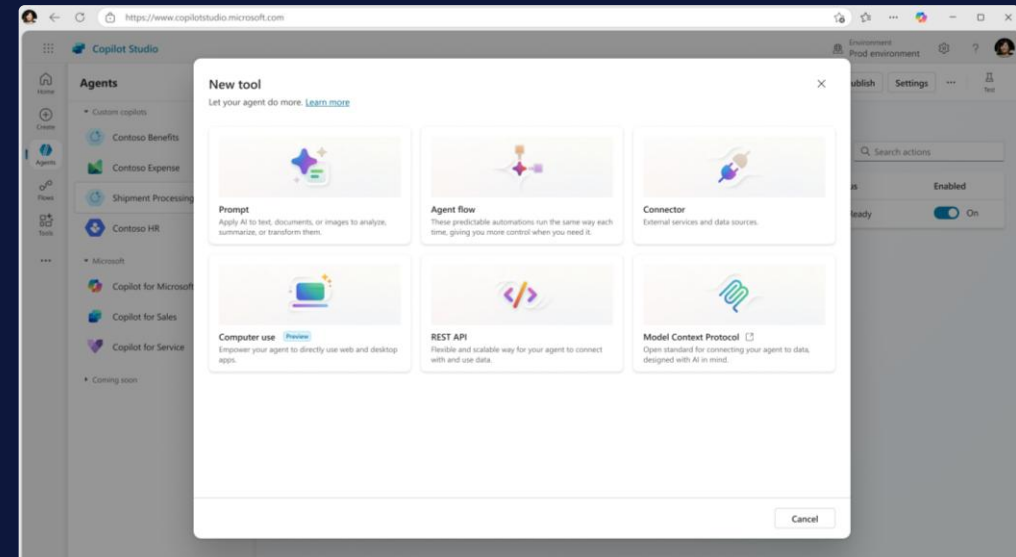 https://www.copilotstudio.microsoft.com
Copilot Studio
Environment
Prod environment
Home
Create
Agents
Flows
Tools
Agents
Custom copilots
Contoso Benefits
Contoso Expense
Shipment Processing
Contoso HR
Microsoft
Copilot for Microsoft
Copilot for Sales
Copilot for Service
Coming soon
ublish
Settings
Test
Search actions
us
Enabled
Ready
On
New tool
Let your agent do more. Learn more
Prompt
Apply AI to text, documents, or images to analyze,
summarize, or transform them.
Agent flow
These predictable automations run the same way each
time, giving you more control when you need it.
Connector
External services and data sources.
Computer use Preview
Empower your agent to directly use web and desktop
apps.
REST API
Flexible and scalable way for your agent to connect
with and use data.
Model Context Protocol
Open standard for connecting your agent to data,
designed with AI in mind.
Cancel